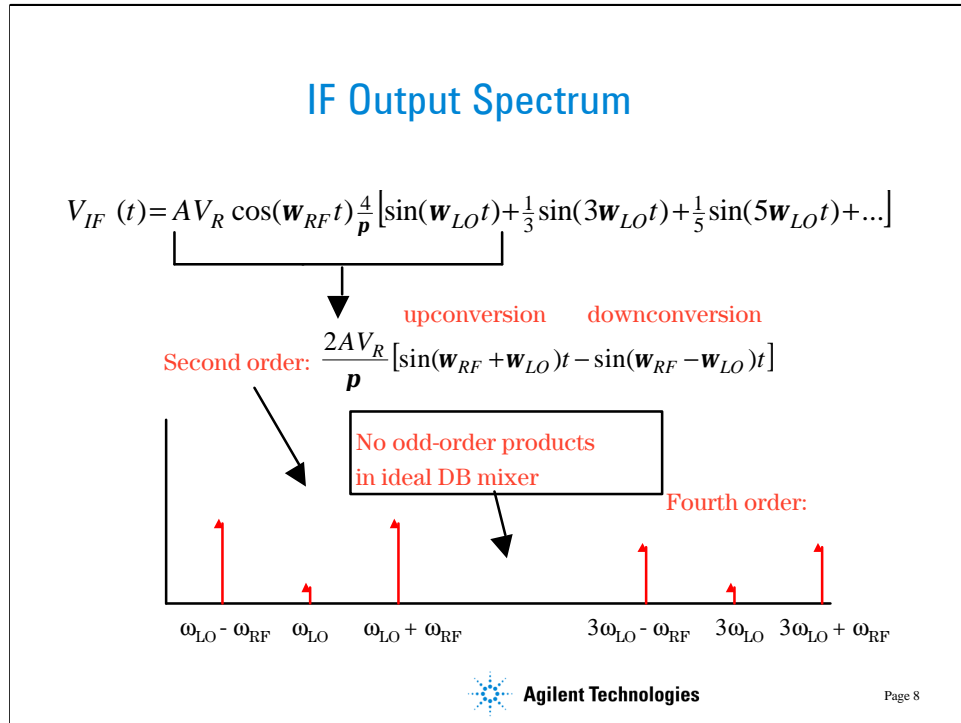 IF Output Spectrum
V_IF (t) = AV_R cos(w_RF t) 4/p [sin(w_LO t) + 1/3 sin(3w_LO t) + 1/5 sin(5w_LO t) + ...]
upconversion downconversion
Second order: 2AV_R/p [sin(w_RF + w_LO)t − sin(w_RF − w_LO)t]
No odd-order products
in ideal DB mixer
Fourth order:
ω_LO - ω_RF ω_LO ω_LO + ω_RF 3ω_LO - ω_RF 3ω_LO 3ω_LO + ω_RF
Agilent Technologies Page 8